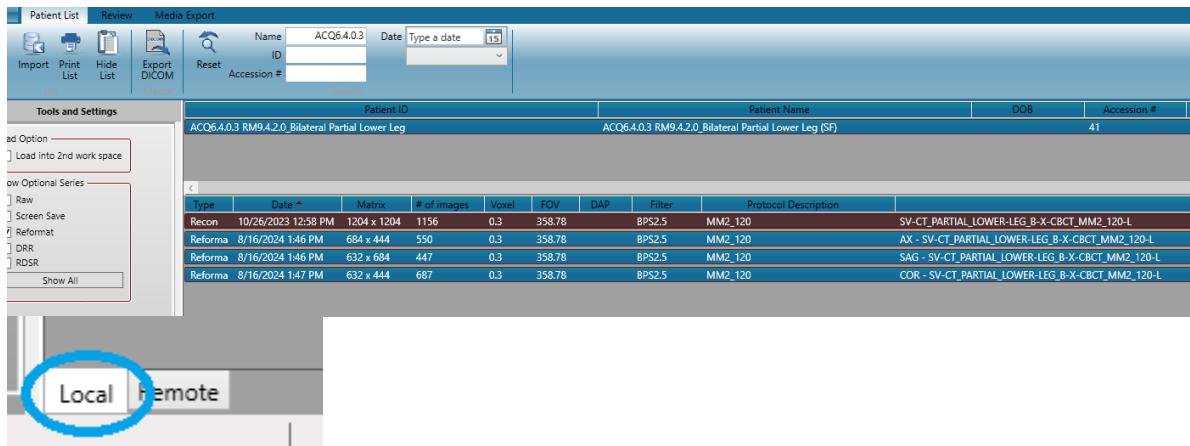 Patient List Review Media Export
Name ACQ6.4.0.3 Date Type a date 15
ID
Accession #
Import Print List Hide List Export DICOM Reset
Tools and Settings
Patient ID Patient Name DOB Accession #
ACQ6.4.0.3 RM9.4.2.0_Bilateral Partial Lower Leg ACQ6.4.0.3 RM9.4.2.0_Bilateral Partial Lower Leg (SF) 41
ad Option
Load into 2nd work space
ow Optional Series
Raw
Screen Save
Reformat
DRR
RDSR
Show All
Type Date Matrix # of images Voxel FOV DAP Filter Protocol Description
Recon 10/26/2023 12:58 PM 1204 x 1204 1156 0.3 358.78 BPS2.5 MM2_120 SV-CT_PARTIAL_LOWER-LEG_B-X-CBCT_MM2_120-L
Reforma 8/16/2024 1:46 PM 684 x 444 550 0.3 358.78 BPS2.5 MM2_120 AX - SV-CT_PARTIAL_LOWER-LEG_B-X-CBCT_MM2_120-L
Reforma 8/16/2024 1:46 PM 632 x 684 447 0.3 358.78 BPS2.5 MM2_120 SAG - SV-CT_PARTIAL_LOWER-LEG_B-X-CBCT_MM2_120-L
Reforma 8/16/2024 1:47 PM 632 x 444 687 0.3 358.78 BPS2.5 MM2_120 COR - SV-CT_PARTIAL_LOWER-LEG_B-X-CBCT_MM2_120-L
Local Remote